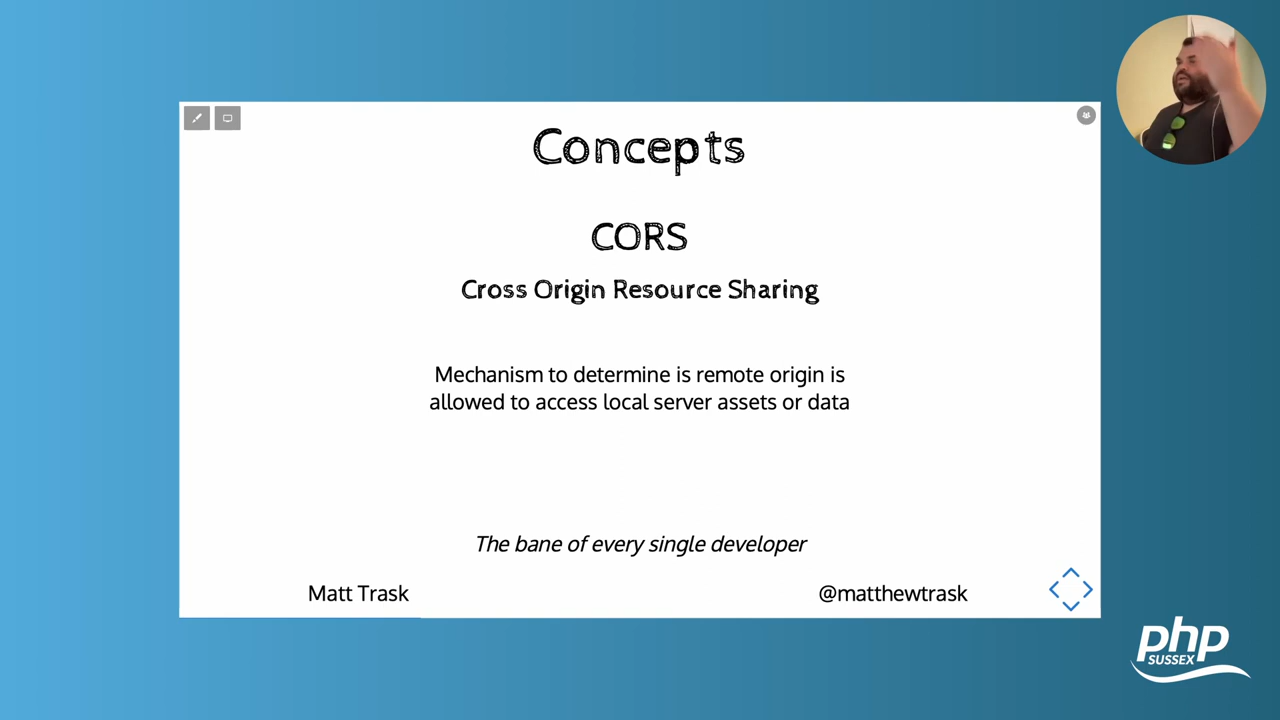 Concepts
CORS
Cross Origin Resource Sharing
Mechanism to determine is remote origin is
allowed to access local server assets or data
The bane of every single developer
Matt Trask
@matthewtrask
php
SUSSEX